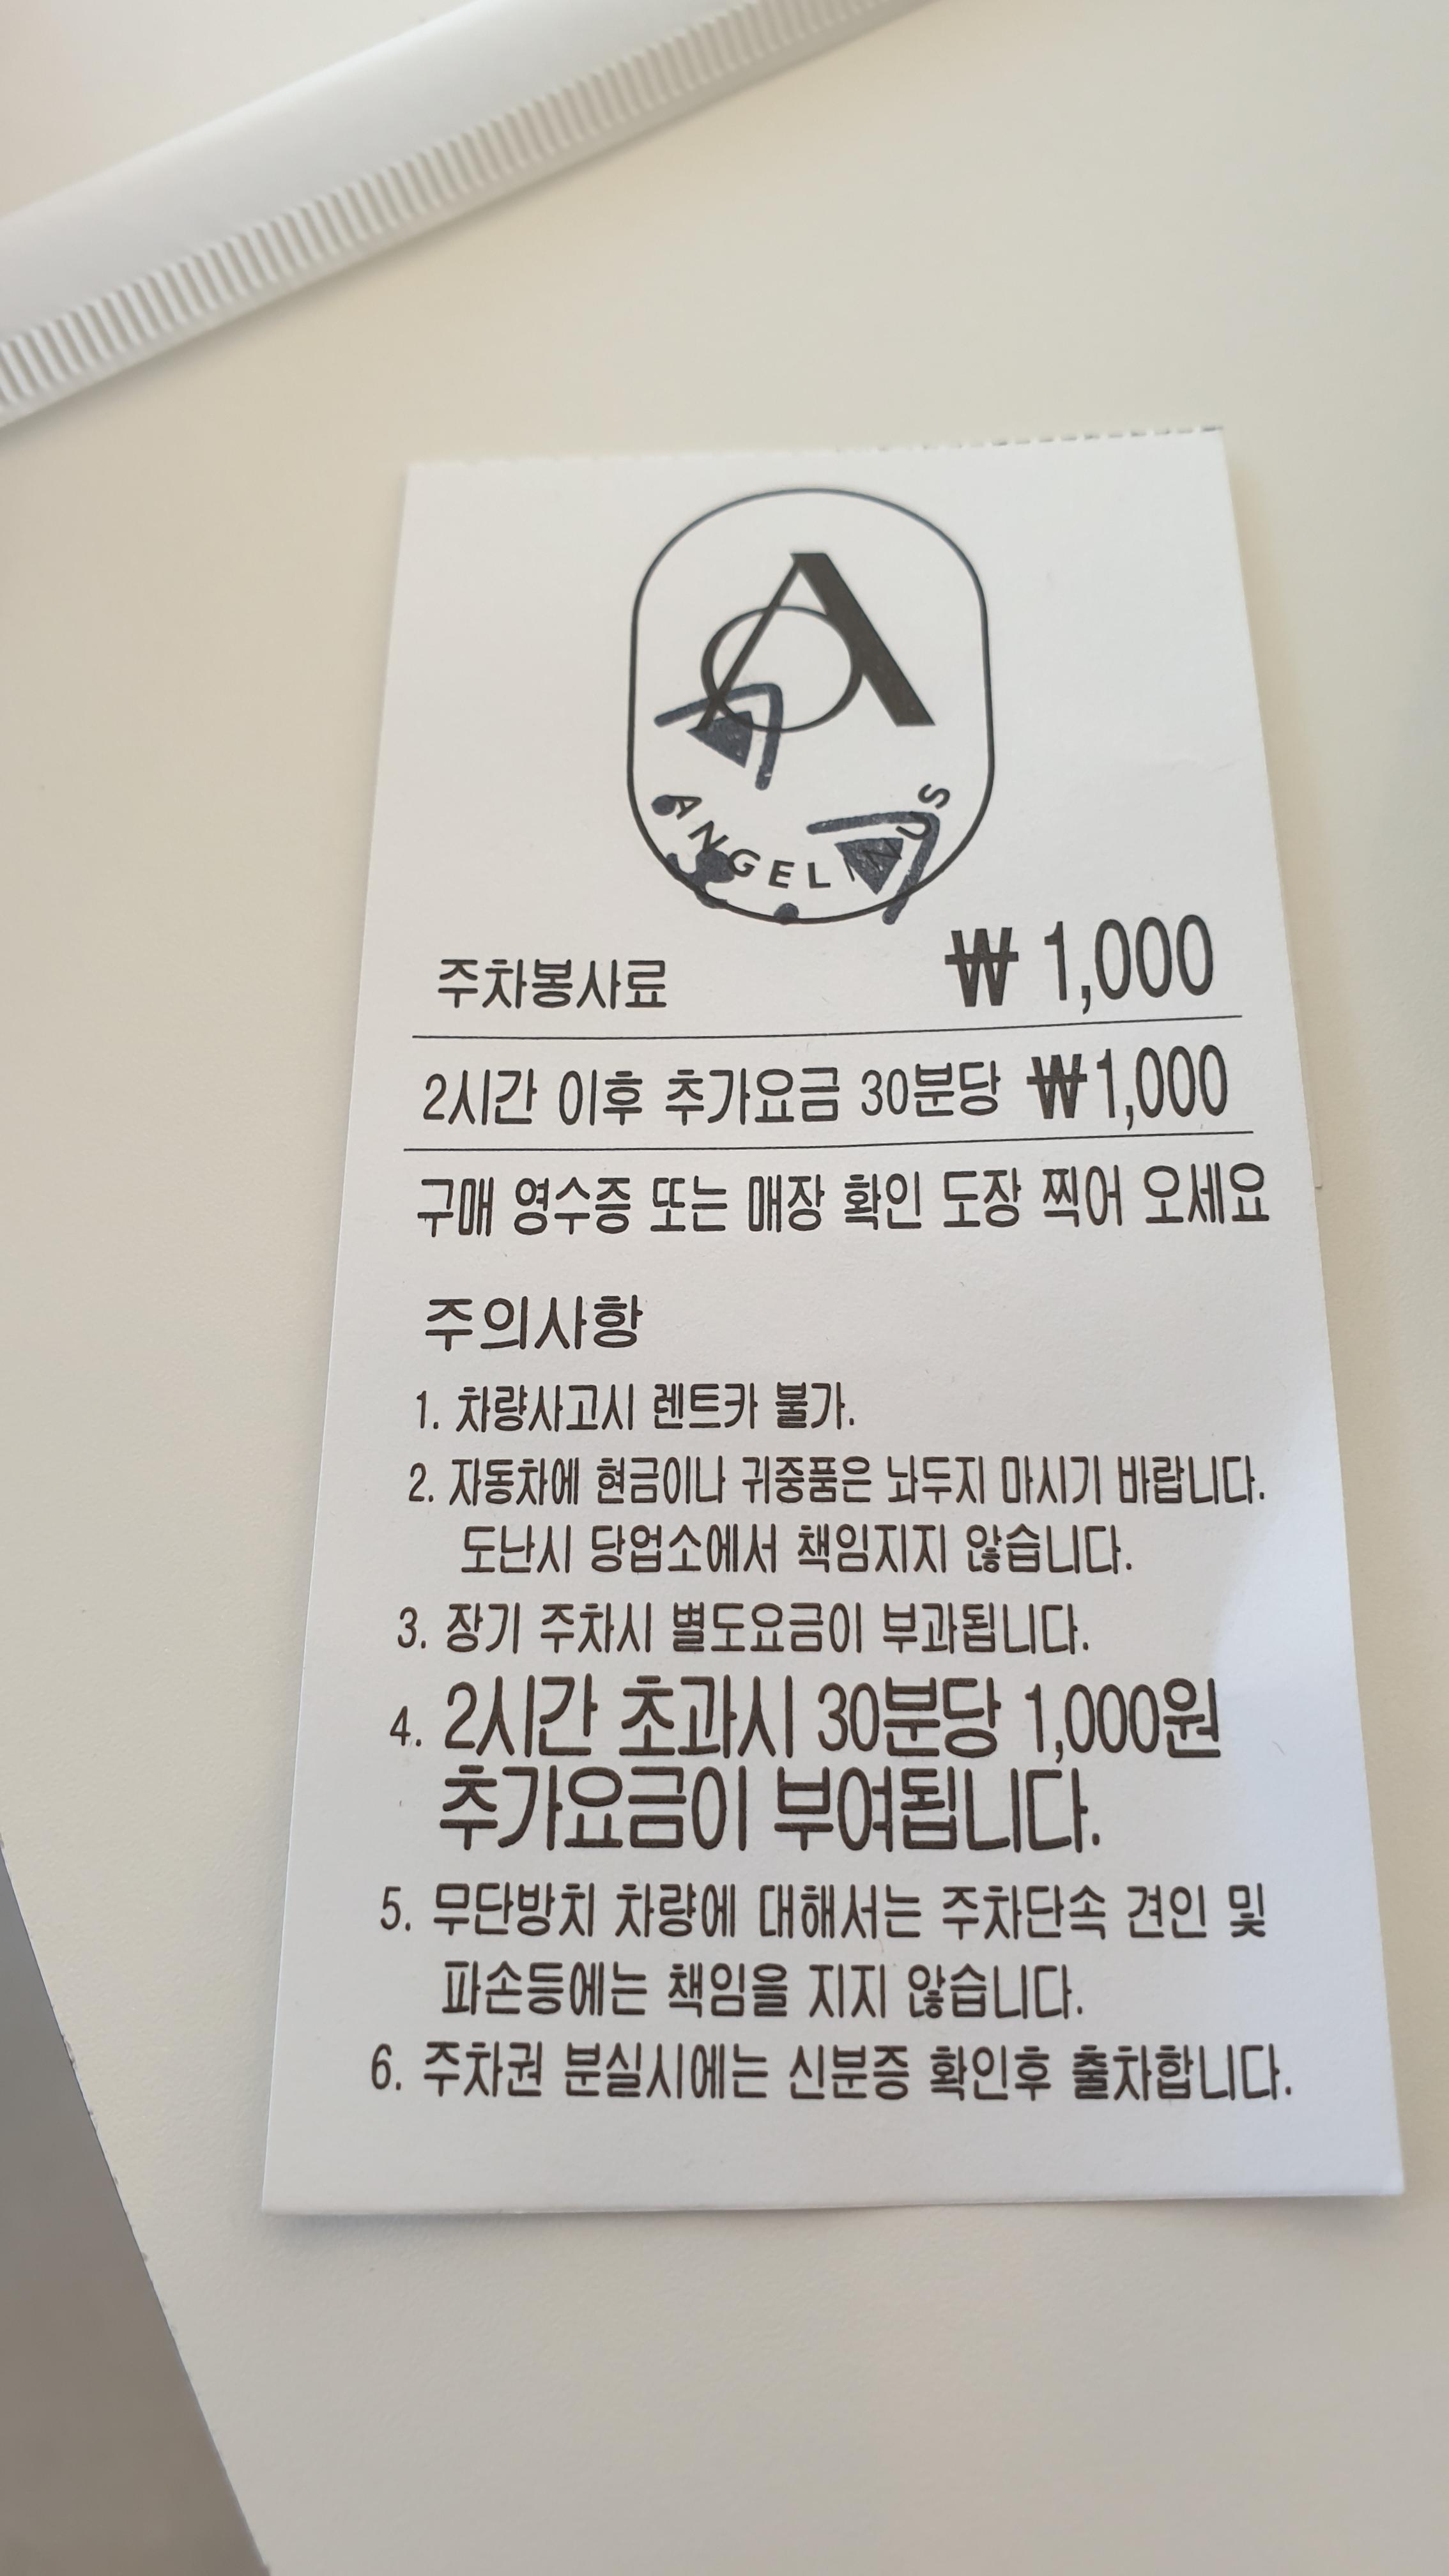 A
ANGELINUS
주차봉사료 ₩ 1,000
2시간 이후 추가요금 30분당 ₩1,000
구매 영수증 또는 매장 확인 도장 찍어 오세요
주의사항
1. 차량사고시 렌트카 불가.
2. 자동차에 현금이나 귀중품은 놔두지 마시기 바랍니다.
도난시 당업소에서 책임지지 않습니다.
3. 장기 주차시 별도요금이 부과됩니다.
4. 2시간 초과시 30분당 1,000원
추가요금이 부여됩니다.
5. 무단방치 차량에 대해서는 주차단속 견인 및
파손등에는 책임을 지지 않습니다.
6. 주차권 분실시에는 신분증 확인후 출차합니다.